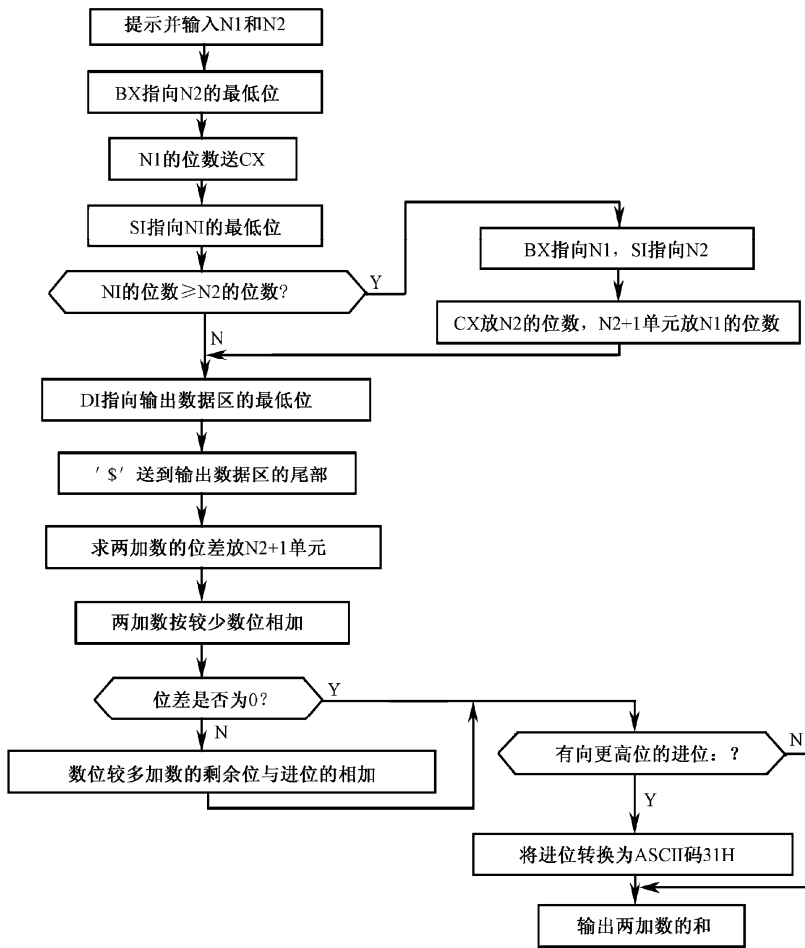 提示并输入N1和N2
BX指向N2的最低位
N1的位数送CX
SI指向NI的最低位
NI的位数≥N2的位数?
Y
BX指向N1，SI指向N2
CX放N2的位数，N2+1单元放N1的位数
N
DI指向输出数据区的最低位
′$′送到输出数据区的尾部
求两加数的位差放N2+1单元
两加数按较少数位相加
位差是否为0?
Y
N
数位较多加数的剩余位与进位的相加
有向更高位的进位：?
N
Y
将进位转换为ASCII码31H
输出两加数的和